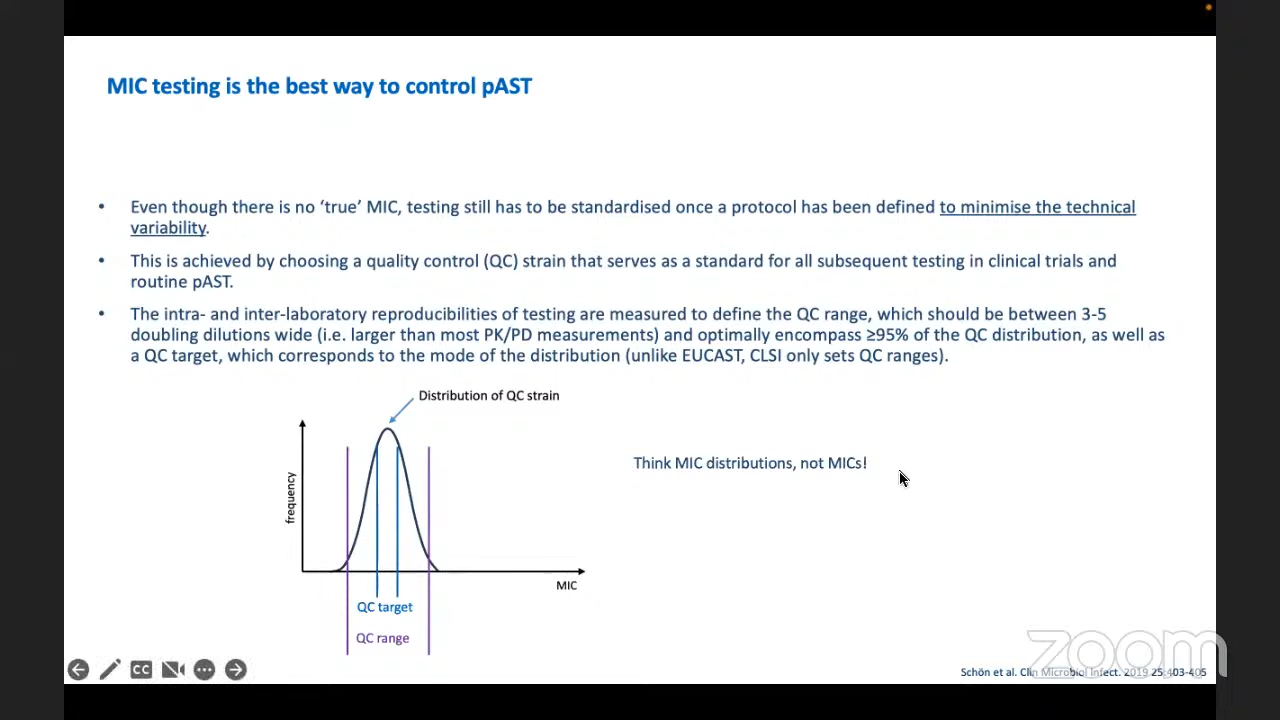 MIC testing is the best way to control pAST
• Even though there is no ‘true’ MIC, testing still has to be standardised once a protocol has been defined to minimise the technical
variability.
• This is achieved by choosing a quality control (QC) strain that serves as a standard for all subsequent testing in clinical trials and
routine pAST.
• The intra- and inter-laboratory reproducibilities of testing are measured to define the QC range, which should be between 3-5
doubling dilutions wide (i.e. larger than most PK/PD measurements) and optimally encompass ≥95% of the QC distribution, as well as
a QC target, which corresponds to the mode of the distribution (unlike EUCAST, CLSI only sets QC ranges).
Distribution of QC strain
frequency
Think MIC distributions, not MICs!
MIC
QC target
QC range
CC
zoom
Schön et al. Clin Microbiol Infect. 2019 25:403-405